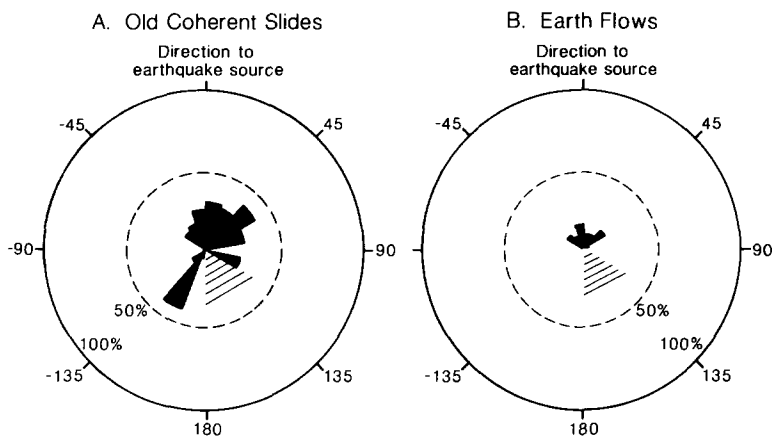 A. Old Coherent Slides
Direction to
earthquake source
-45
45
-90
90
50%
100%
-135
135
180
B. Earth Flows
Direction to
earthquake source
-45
45
90
50%
100%
-135
135
180